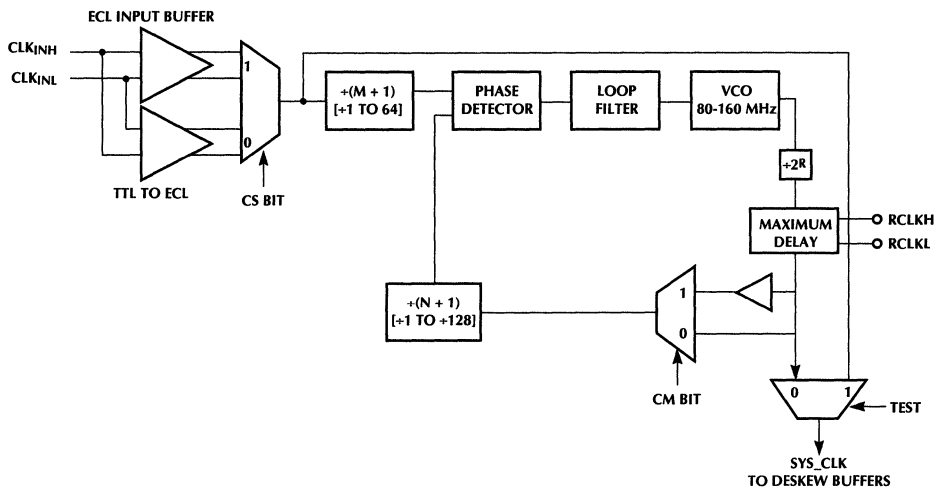 ECL INPUT BUFFER
CLKINH
CLKINL
1
0
TTL TO ECL
CS BIT
÷(M + 1)
[÷1 TO 64]
PHASE
DETECTOR
LOOP
FILTER
VCO
80-160 MHz
÷2R
MAXIMUM
DELAY
RCLKH
RCLKL
÷(N + 1)
[÷1 TO ÷128]
1
0
CM BIT
0
1
TEST
SYS_CLK
TO DESKEW BUFFERS